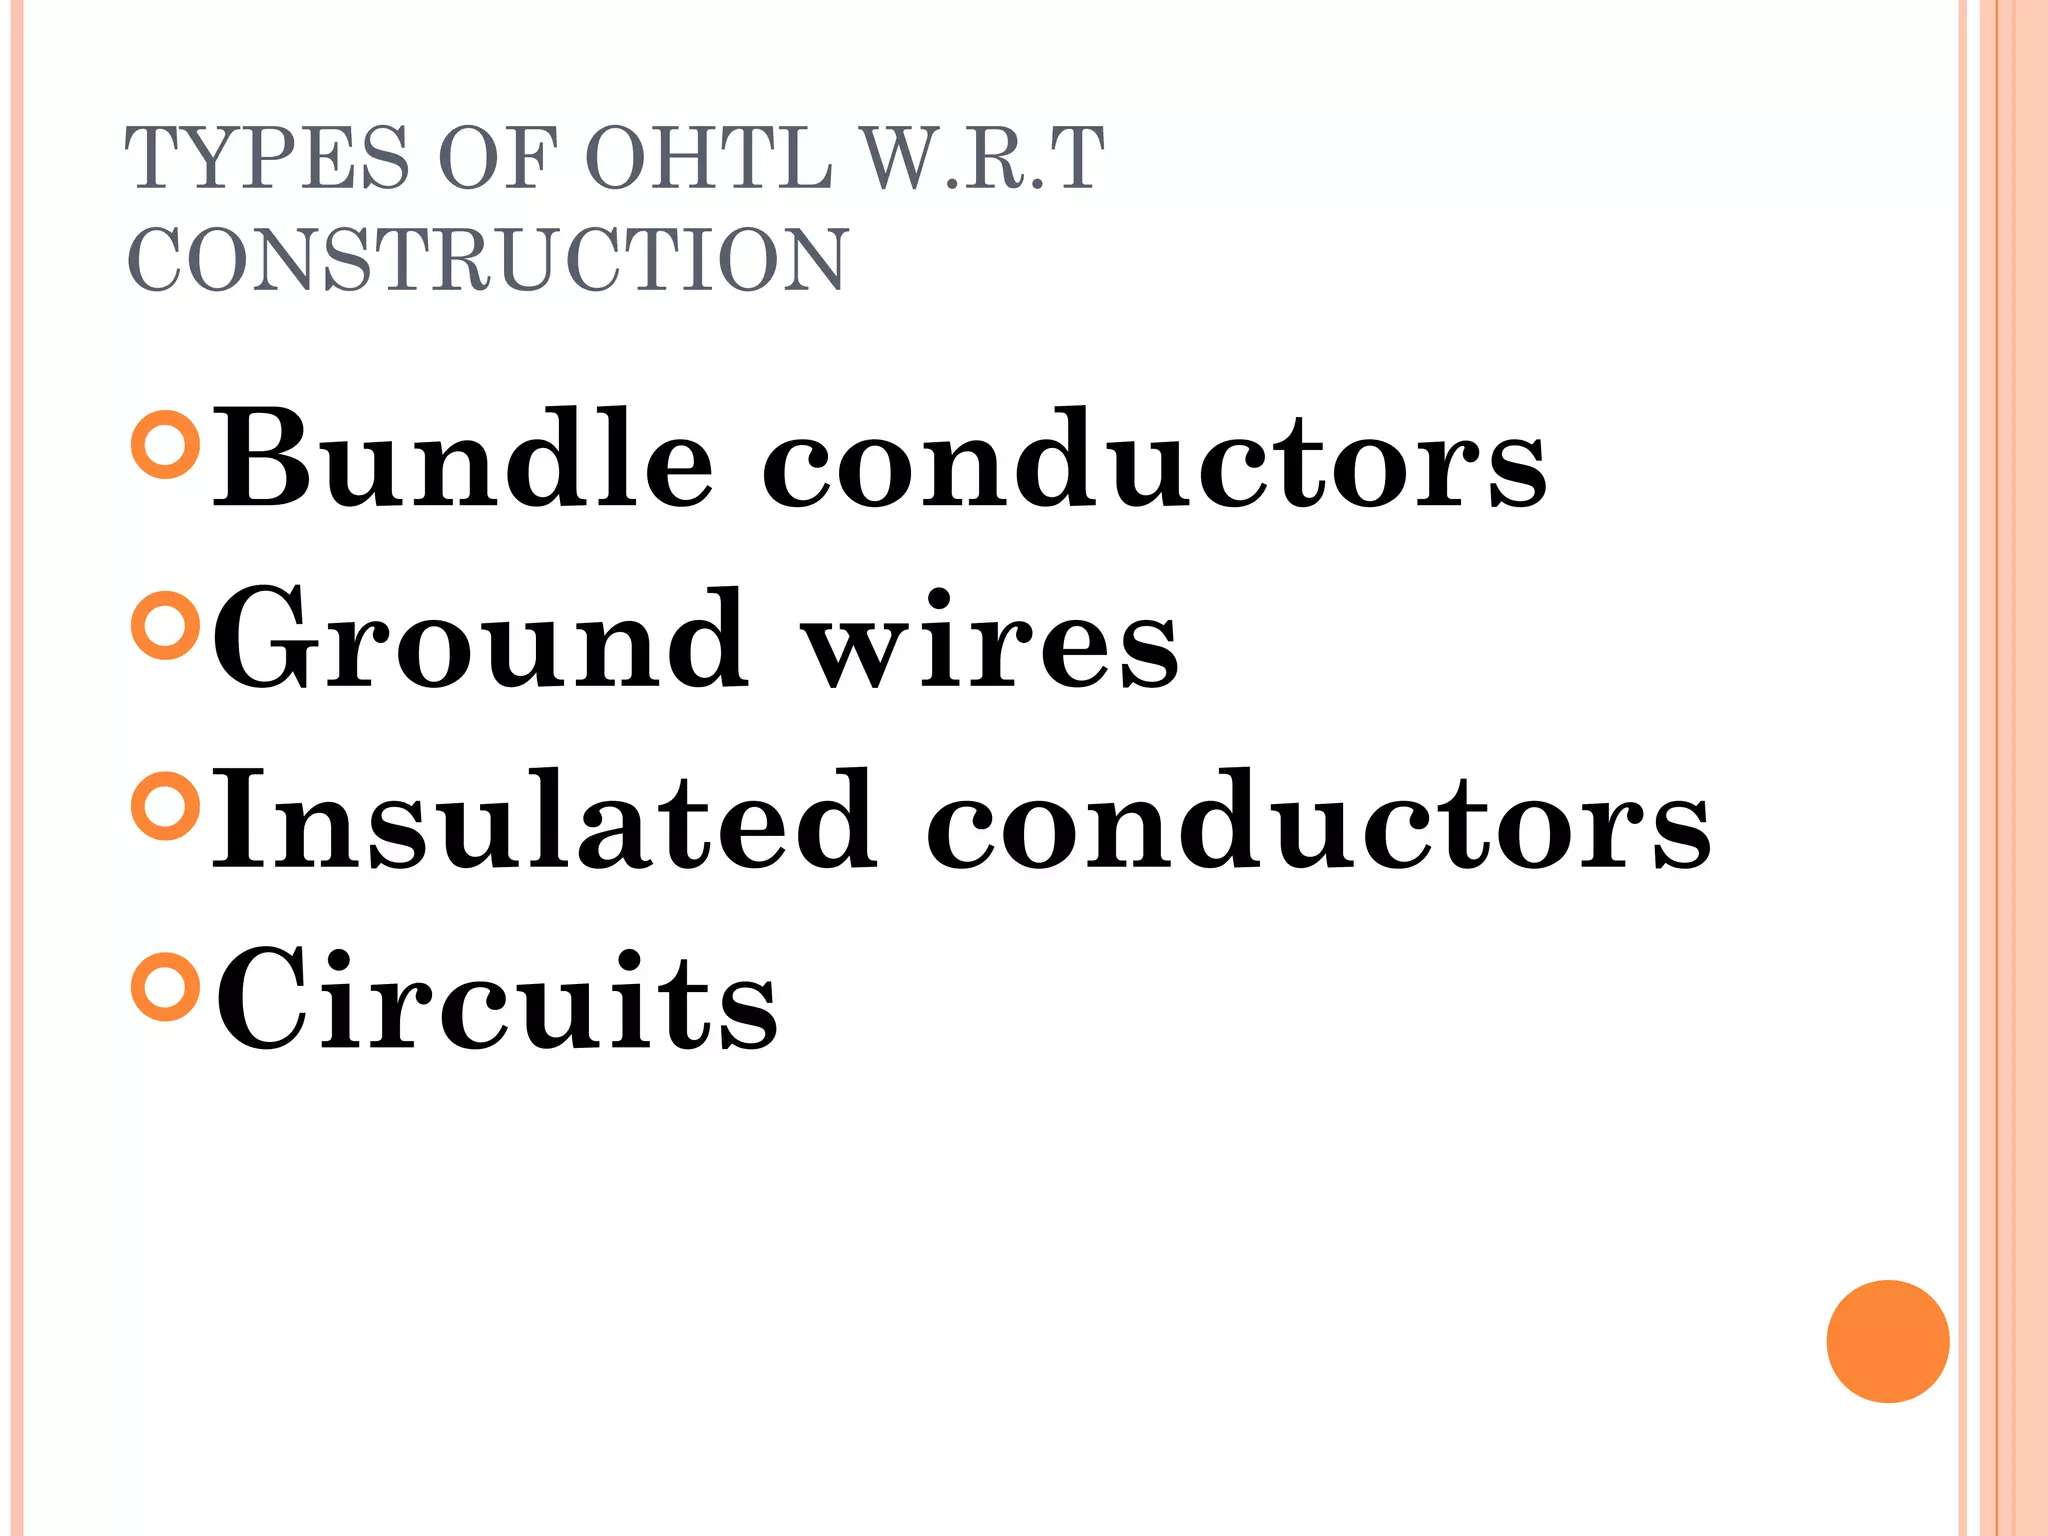 TYPES OF OHTL W.R.T
CONSTRUCTION
Bundle conductors
Ground wires
Insulated conductors
Circuits